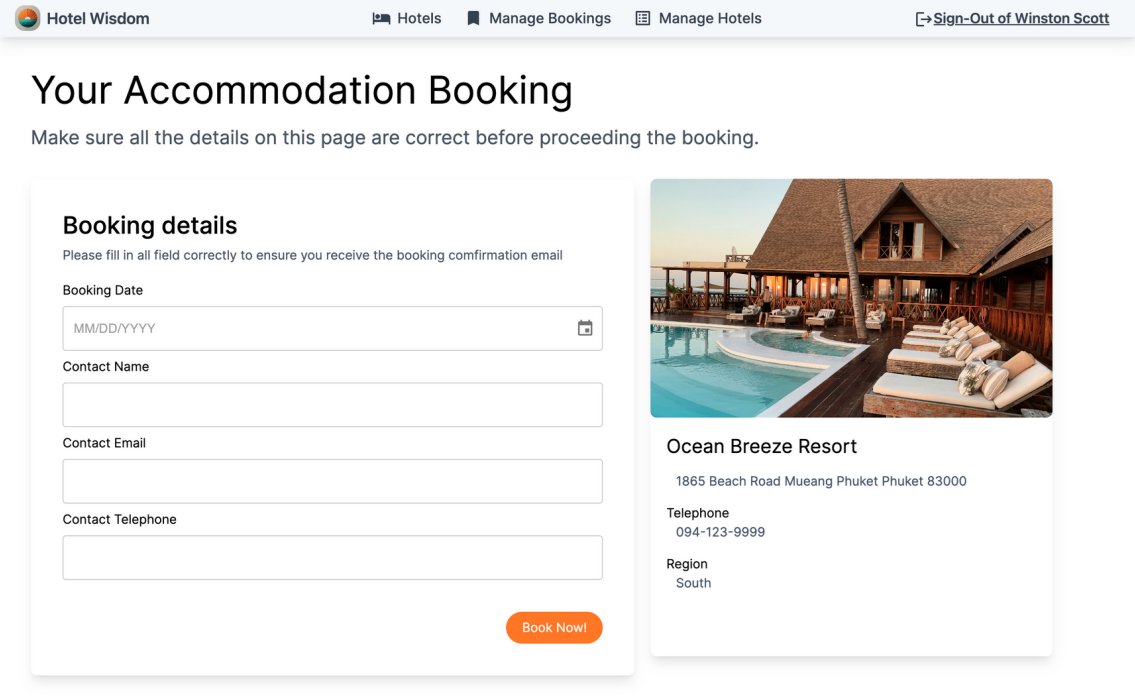 Hotel Wisdom
Hotels
Manage Bookings
Manage Hotels
Sign-Out of Winston Scott
Your Accommodation Booking
Make sure all the details on this page are correct before proceeding the booking.
Booking details
Please fill in all field correctly to ensure you receive the booking comfirmation email
Booking Date
MM/DD/YYYY
Contact Name
Contact Email
Contact Telephone
Book Now!
Ocean Breeze Resort
1865 Beach Road Mueang Phuket Phuket 83000
Telephone
094-123-9999
Region
South